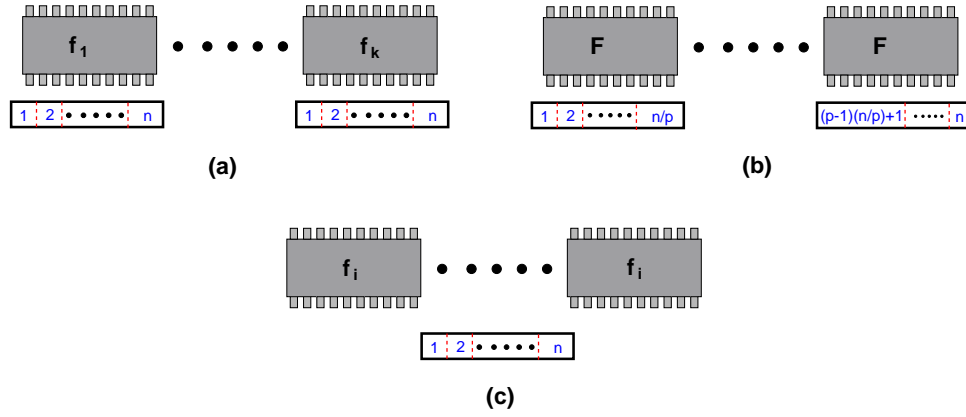 f1 fk F F
1 2 n 1 2 n 1 2 n/p (p-1)(n/p)+1 n
(a) (b)
fi fi
1 2 n
(c)